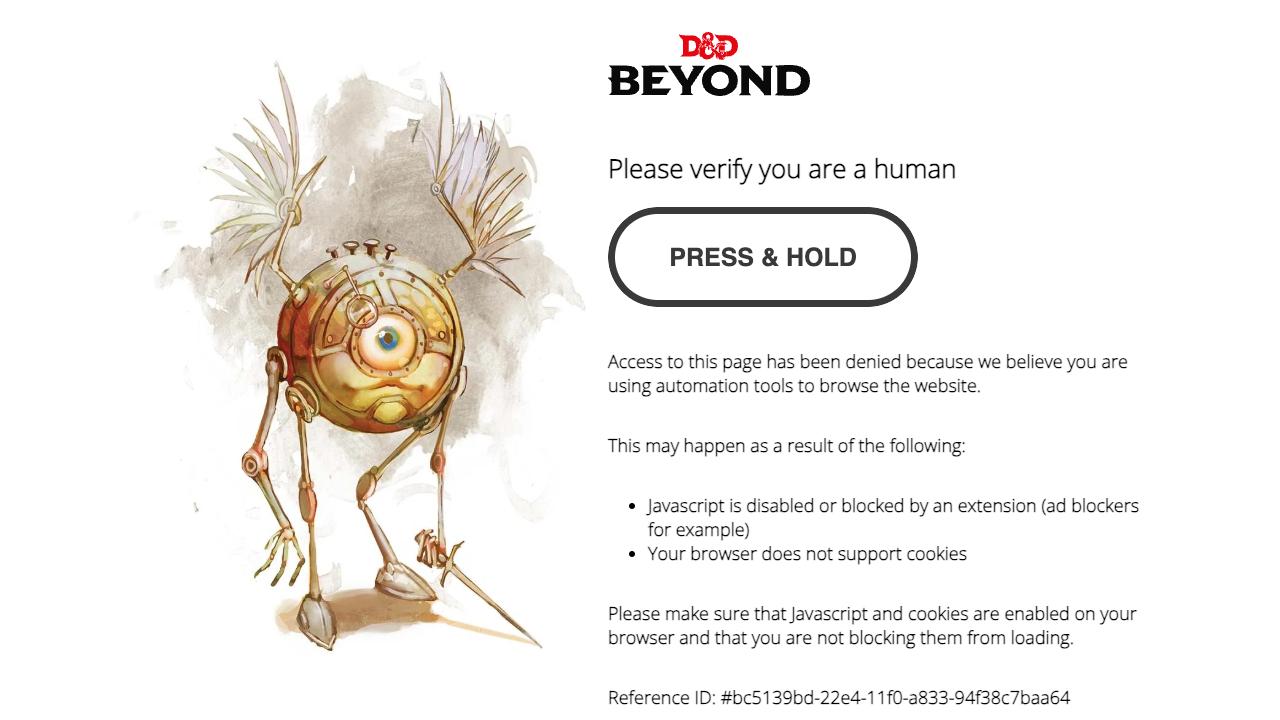 D&D
BEYOND
Please verify you are a human
PRESS & HOLD
Access to this page has been denied because we believe you are
using automation tools to browse the website.
This may happen as a result of the following:
Javascript is disabled or blocked by an extension (ad blockers
for example)
Your browser does not support cookies
Please make sure that Javascript and cookies are enabled on your
browser and that you are not blocking them from loading.
Reference ID: #bc5139bd-22e4-11f0-a833-94f38c7baa64